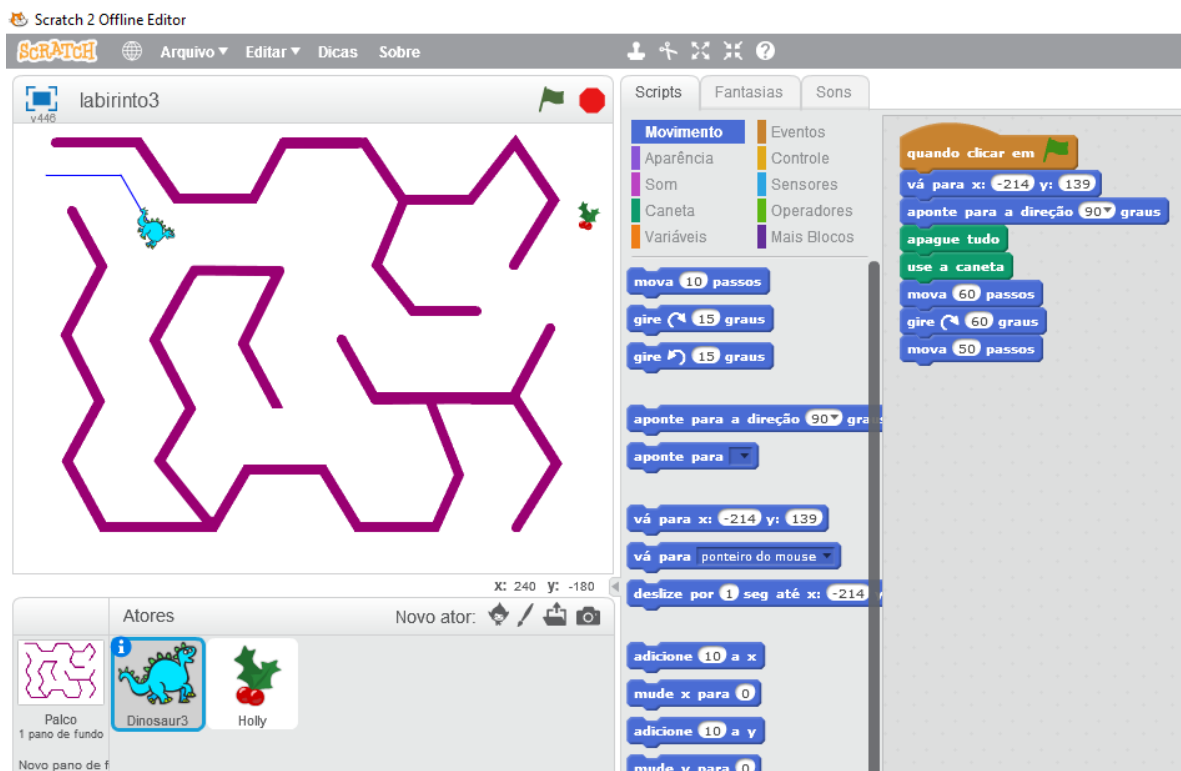 Scratch 2 Offline Editor
SCRATCH Arquivo Editar Dicas Sobre
labirinto3
v446
Scripts Fantasias Sons
Movimento Eventos
Aparência Controle
Som Sensores
Caneta Operadores
Variáveis Mais Blocos
mova 10 passos
gire 15 graus
gire 15 graus
aponte para a direção 90 grau
aponte para
vá para x: -214 y: 139
vá para ponteiro do mouse
deslize por 1 seg até x: -214
adicione 10 a x
mude x para 0
adicione 10 a y
mude y para 0
quando clicar em
vá para x: -214 y: 139
aponte para a direção 90 graus
apague tudo
use a caneta
mova 60 passos
gire 60 graus
mova 50 passos
x: 240 y: -180
Atores Novo ator:
Palco
1 pano de fundo
Novo pano de f
Dinosaur3
Holly